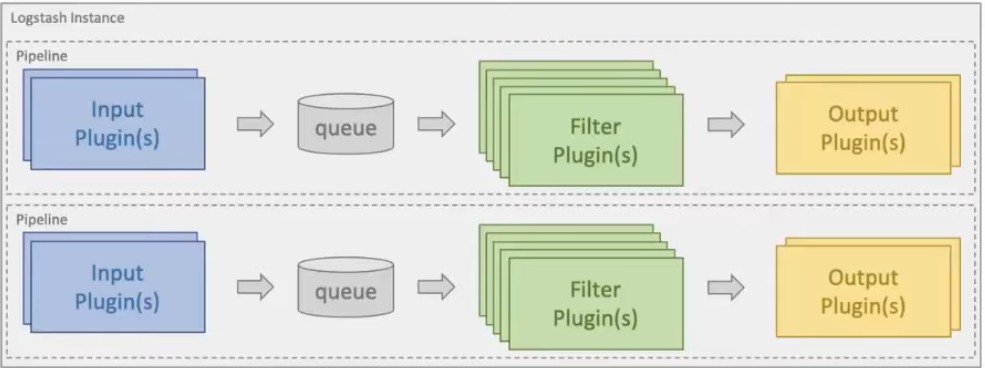 Logstash Instance
Pipeline
Input
Plugin(s)
queue
Filter
Plugin(s)
Output
Plugin(s)
Pipeline
Input
Plugin(s)
queue
Filter
Plugin(s)
Output
Plugin(s)